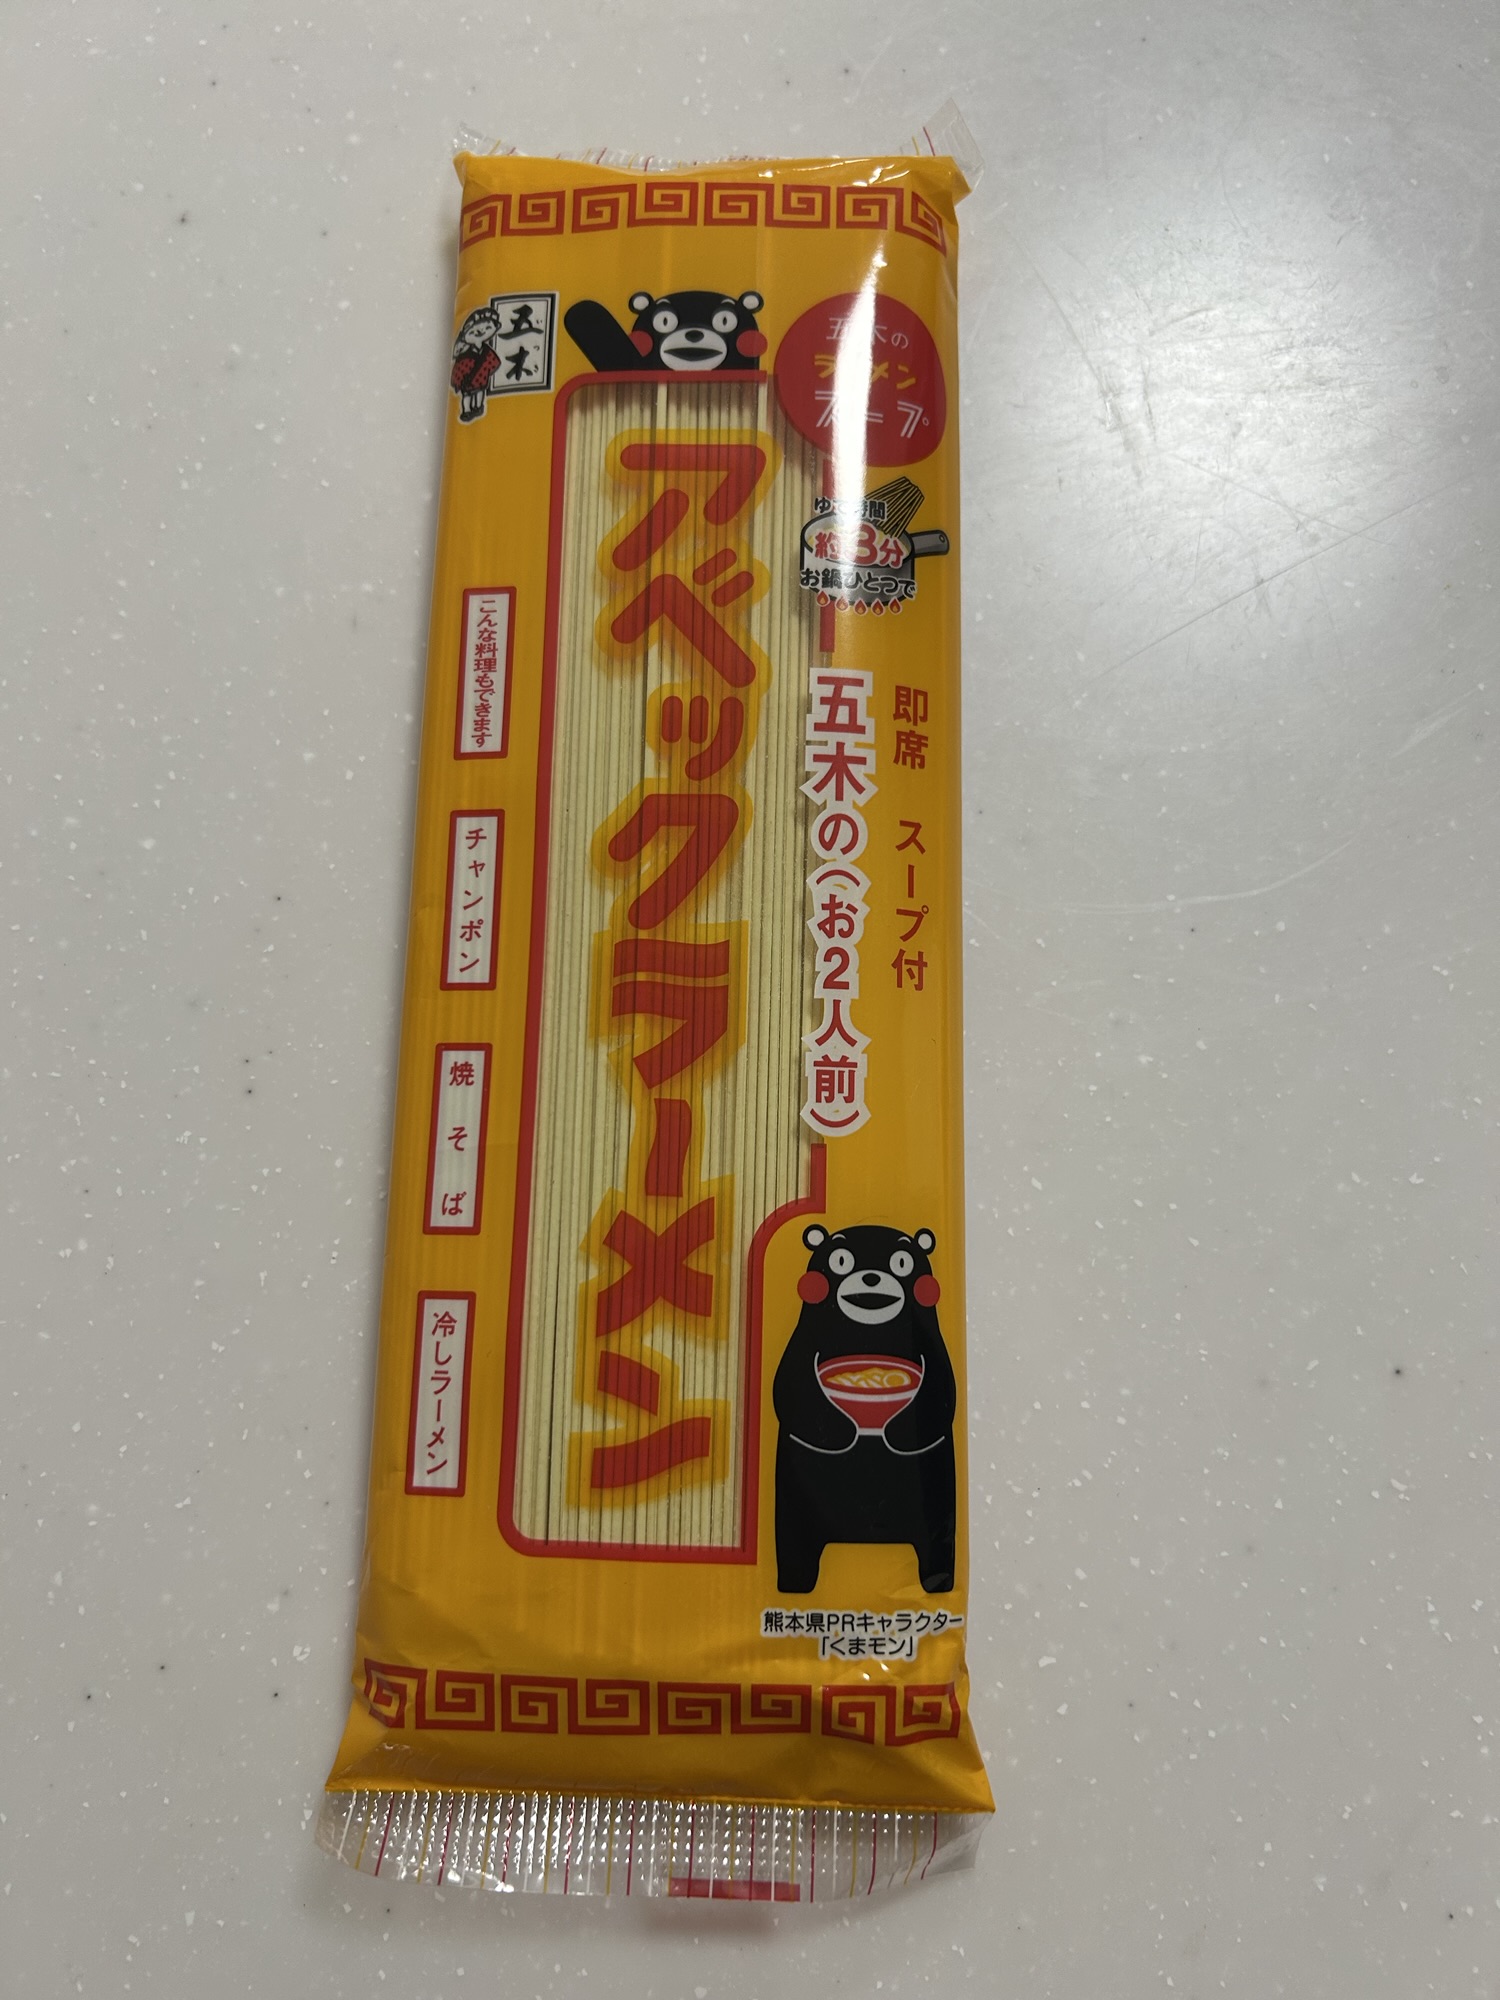 五木
いつき
五木の
ラーメン
スープ
ゆで時間
約3分
お鍋ひとつで
即席 スープ付
五木の(お2人前)
アベックラーメン
こんな料理もできます
チャンポン
焼そば
冷しラーメン
熊本県PRキャラクター
「くまモン」